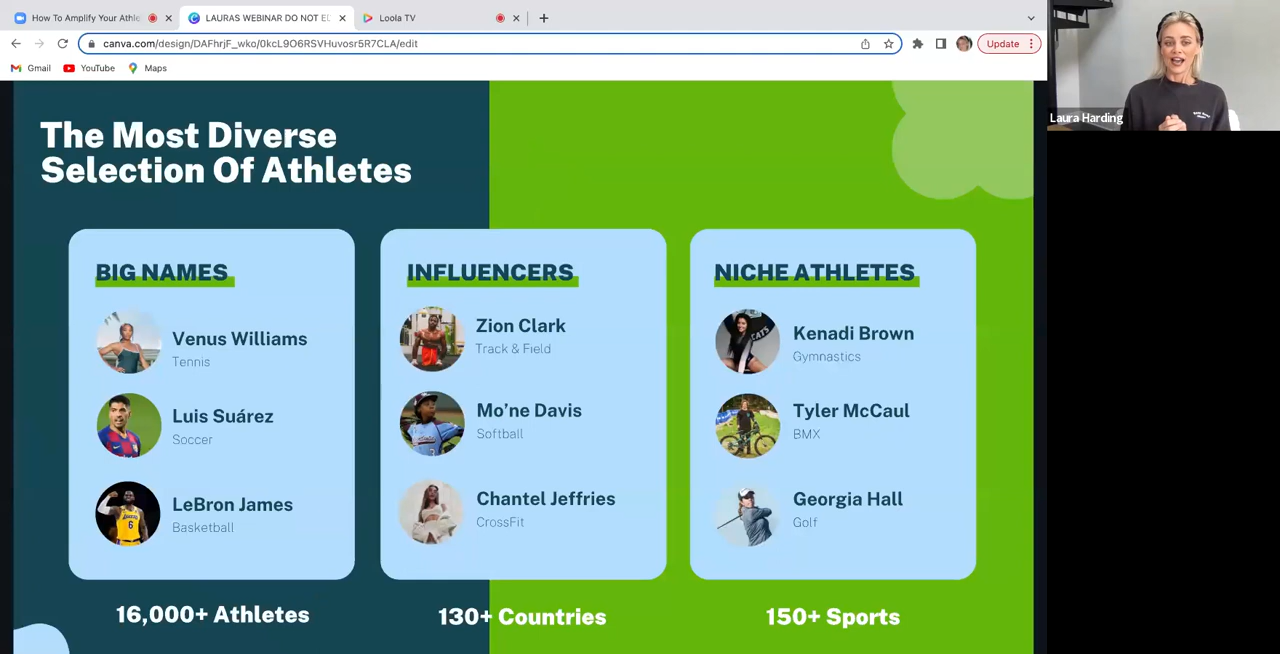 How To Amplify Your Athle
LAURAS WEBINAR DO NOT ED
Loola TV
canva.com/design/DAFhrjF_wko/0kcL9O6RSVHuvosr5R7CLA/edit
Update
Gmail
YouTube
Maps
Laura Harding
The Most Diverse
Selection Of Athletes
BIG NAMES
Venus Williams
Tennis
Luis Suárez
Soccer
LeBron James
Basketball
INFLUENCERS
Zion Clark
Track & Field
Mo'ne Davis
Softball
Chantel Jeffries
CrossFit
NICHE ATHLETES
Kenadi Brown
Gymnastics
Tyler McCaul
BMX
Georgia Hall
Golf
16,000+ Athletes
130+ Countries
150+ Sports